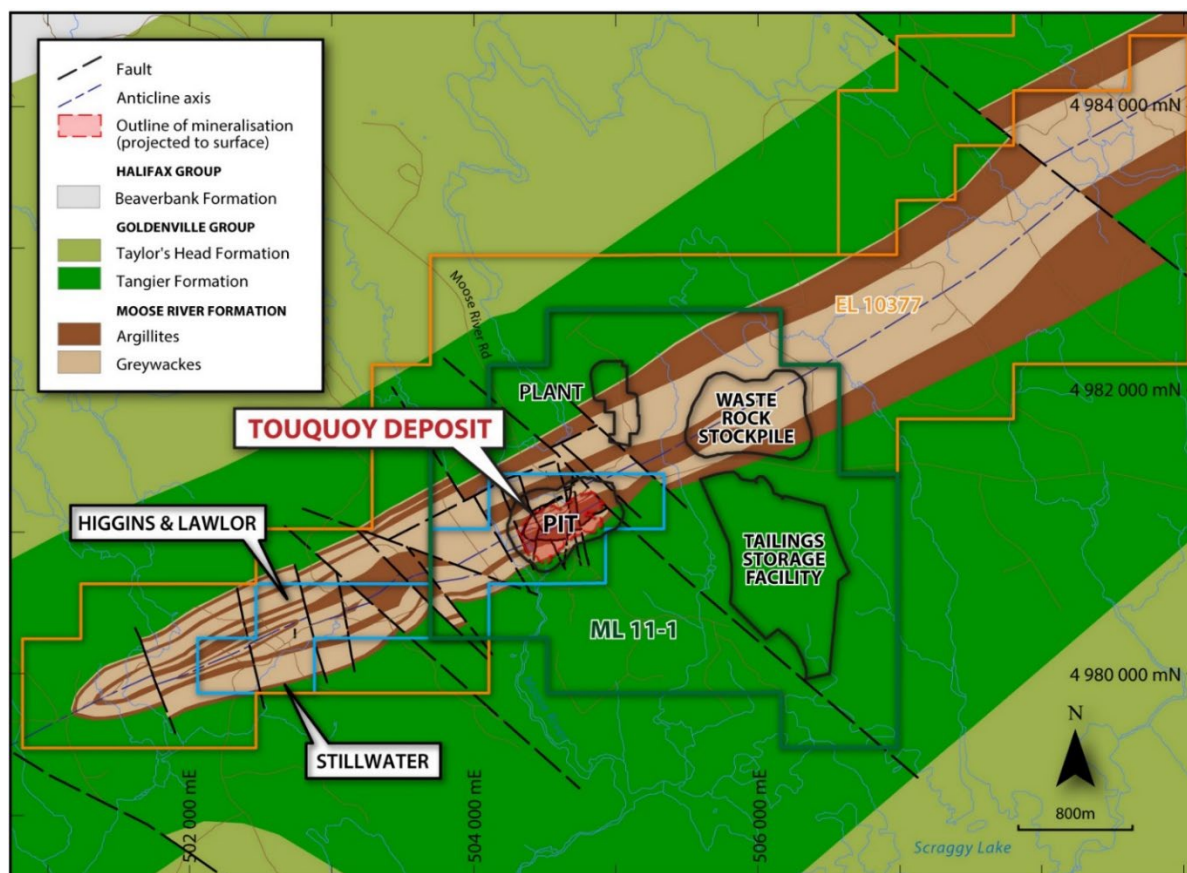 Fault
Anticline axis
Outline of mineralisation
(projected to surface)
HALIFAX GROUP
Beaverbank Formation
GOLDENVILLE GROUP
Taylor's Head Formation
Tangier Formation
MOOSE RIVER FORMATION
Argillites
Greywackes
4 984 000 mN
Moose River Rd
EL 10377
4 982 000 mN
PLANT
WASTE
ROCK
STOCKPILE
TOUQUOY DEPOSIT
HIGGINS & LAWLOR
PIT
TAILINGS
STORAGE
FACILITY
ML 11-1
4 980 000 mN
STILLWATER
N
502 000 mE
504 000 mE
506 000 mE
800m
Scraggy Lake